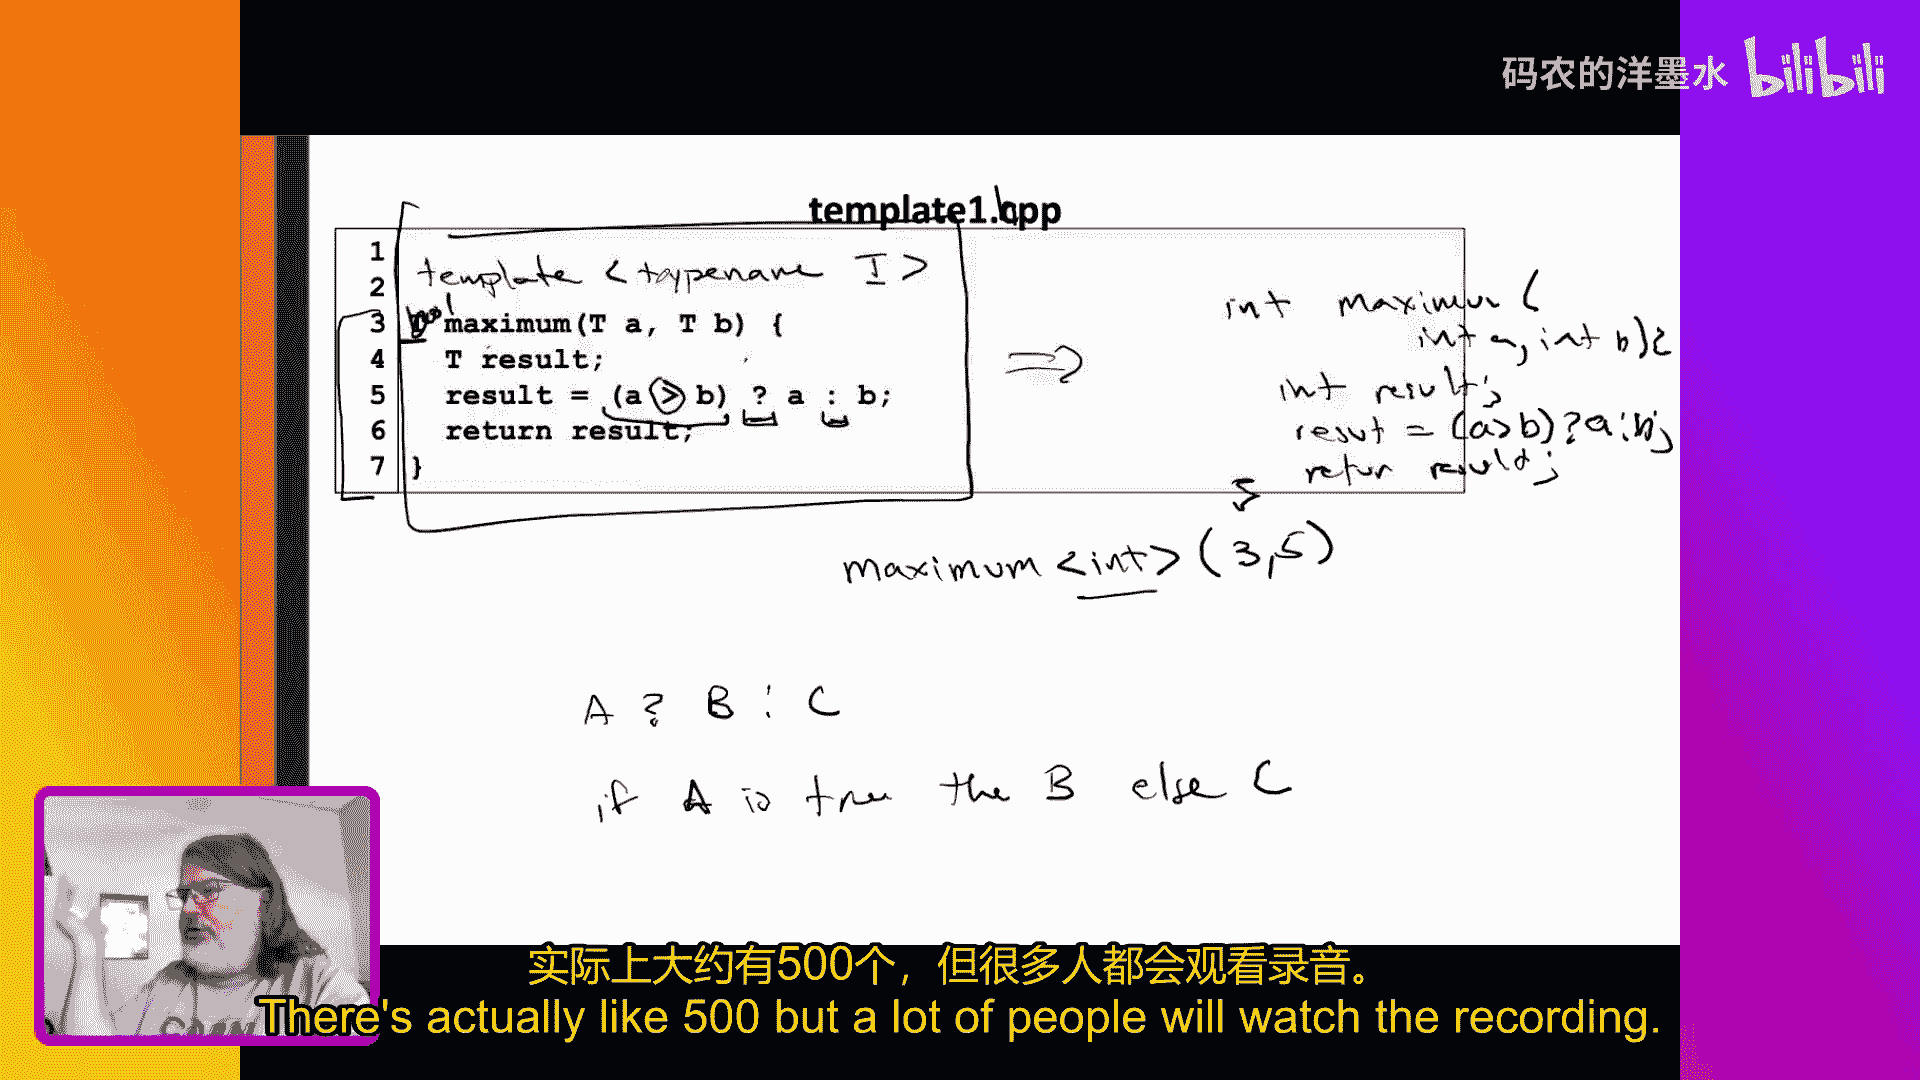 码农的洋墨水 bilibili
template1.cpp
1
2 template <typename T>
3 maximum(T a, T b) {
4 T result;
5 result = (a > b) ? a : b;
6 return result;
7 }
int maximum (
int a, int b) {
int result;
resut = (a>b) ? a : b;
retur result;
}
maximum <int> (3,5)
A ? B : C
if A is true the B else C
实际上大约有500个，但很多人都会观看录音。
There's actually like 500 but a lot of people will watch the recording.